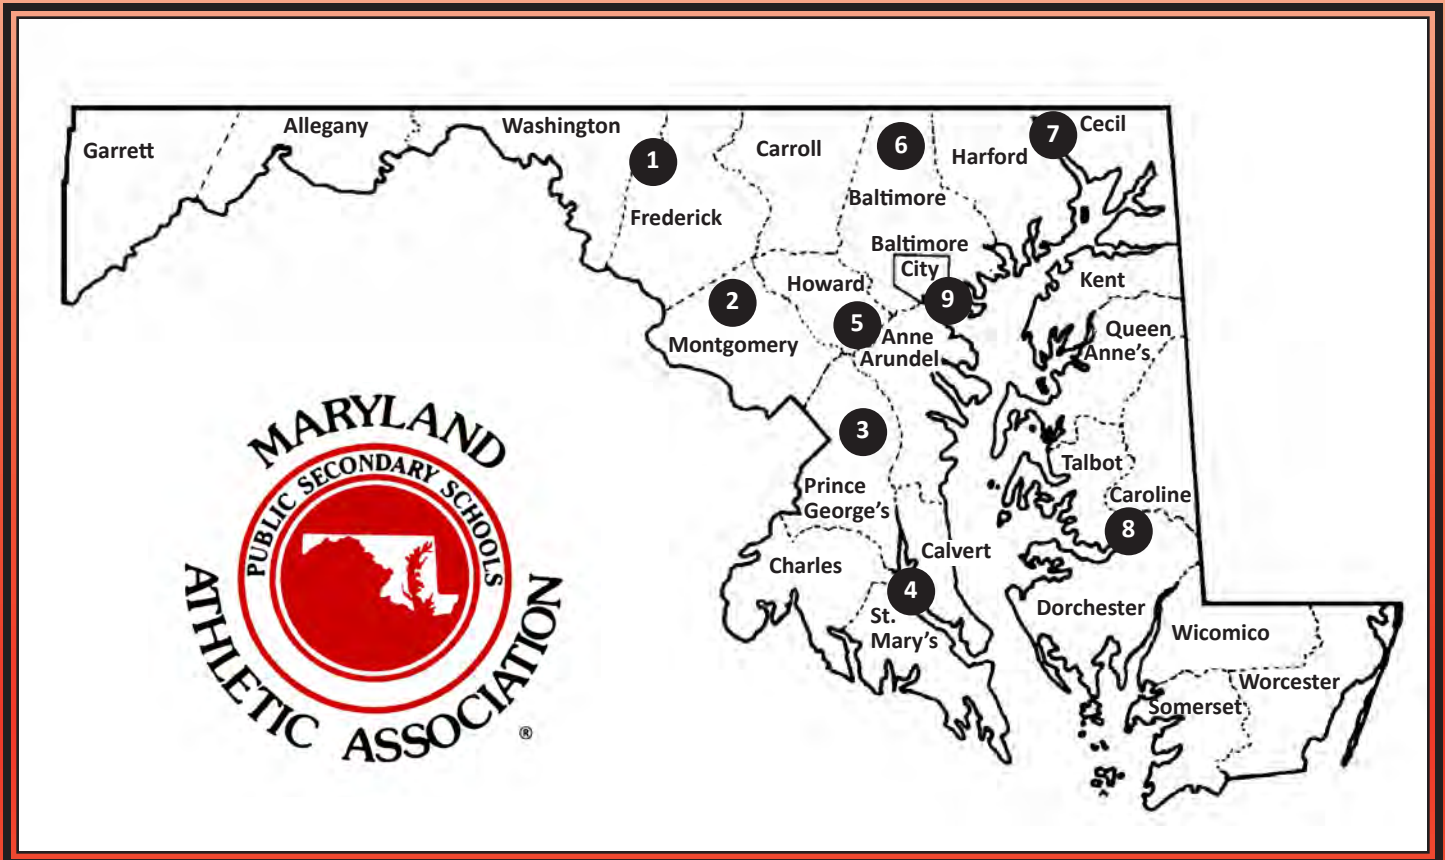 Garrett
Allegany
Washington
1
Frederick
Carroll
6
Baltimore
Harford
7
Cecil
Baltimore
City
9
Howard
5
2
Montgomery
Anne
Arundel
Kent
Queen
Anne's
3
Prince
George's
Talbot
Caroline
8
Charles
Calvert
4
St.
Mary's
Dorchester
Wicomico
Worcester
Somerset
MARYLAND
PUBLIC SECONDARY SCHOOLS
ATHLETIC ASSOCIATION
®